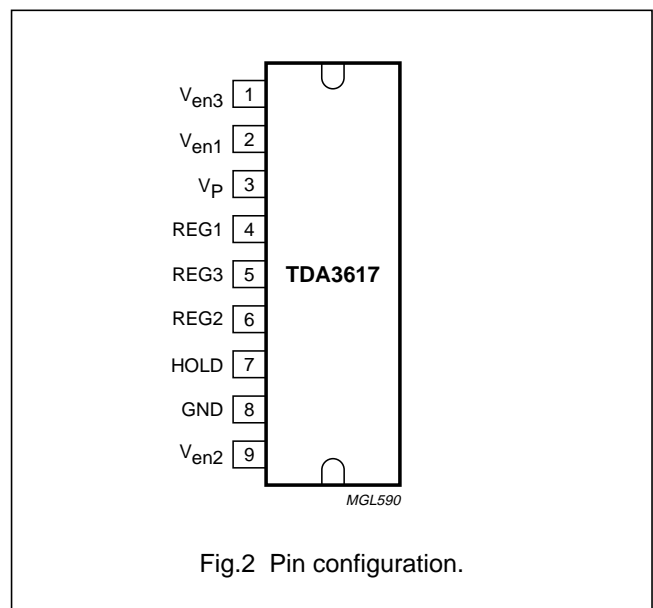 Ven3 1
Ven1 2
VP 3
REG1 4
REG3 5
TDA3617
REG2 6
HOLD 7
GND 8
Ven2 9
MGL590
Fig.2 Pin configuration.